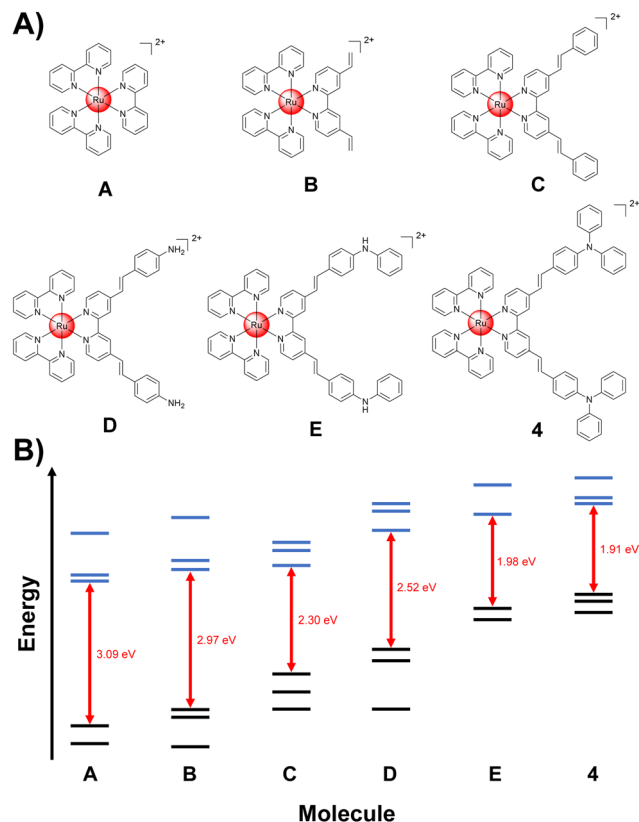 A)
2+ 2+ 2+
N N N N N N Ru
N N N N N N Ru
N N N N N N Ru
A B C
2+ 2+ 2+
NH2 H N N
N N N N N N Ru
N N N N N N Ru
N N N N N N Ru
NH2 N H N
D E 4
B)
Energy
3.09 eV 2.97 eV 2.30 eV 2.52 eV 1.98 eV 1.91 eV
A B C D E 4
Molecule